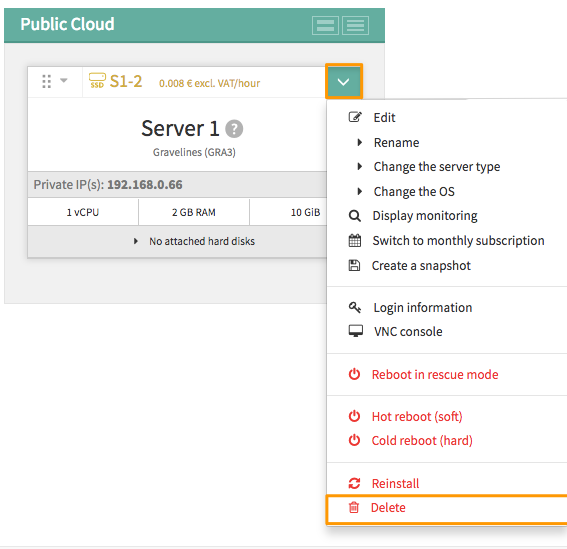 Public Cloud
SSD S1-2 0.008 € excl. VAT/hour
Server 1 ?
Gravelines (GRA3)
Private IP(s): 192.168.0.66
1 vCPU 2 GB RAM 10 GiB
No attached hard disks
Edit
Rename
Change the server type
Change the OS
Display monitoring
Switch to monthly subscription
Create a snapshot
Login information
VNC console
Reboot in rescue mode
Hot reboot (soft)
Cold reboot (hard)
Reinstall
Delete